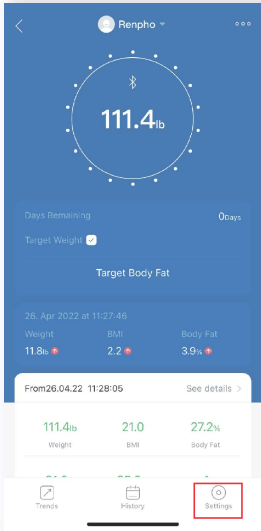 Renpho
111.4lb
Days Remaining 0Days
Target Weight
Target Body Fat
26. Apr 2022 at 11:27:46
Weight BMI Body Fat
11.8lb 2.2 3.9%
From26.04.22 11:28:05 See details >
111.4lb 21.0 27.2%
Weight BMI Body Fat
Trends History Settings